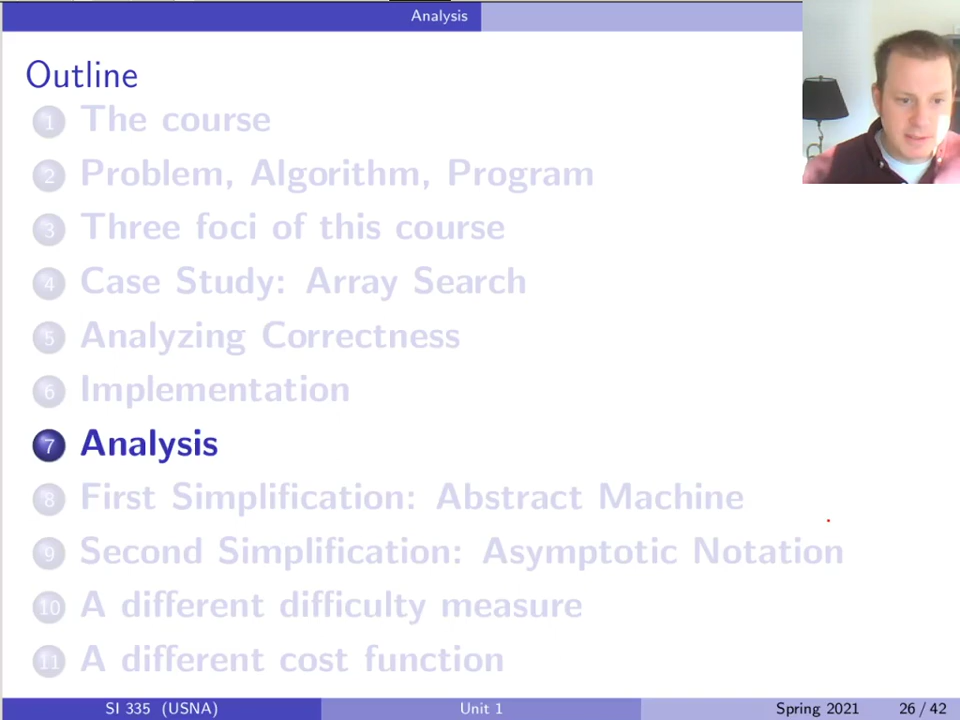 Analysis
Outline
1 The course
2 Problem, Algorithm, Program
3 Three foci of this course
4 Case Study: Array Search
5 Analyzing Correctness
6 Implementation
7 Analysis
8 First Simplification: Abstract Machine
9 Second Simplification: Asymptotic Notation
10 A different difficulty measure
11 A different cost function
SI 335 (USNA) Unit 1 Spring 2021 26 / 42